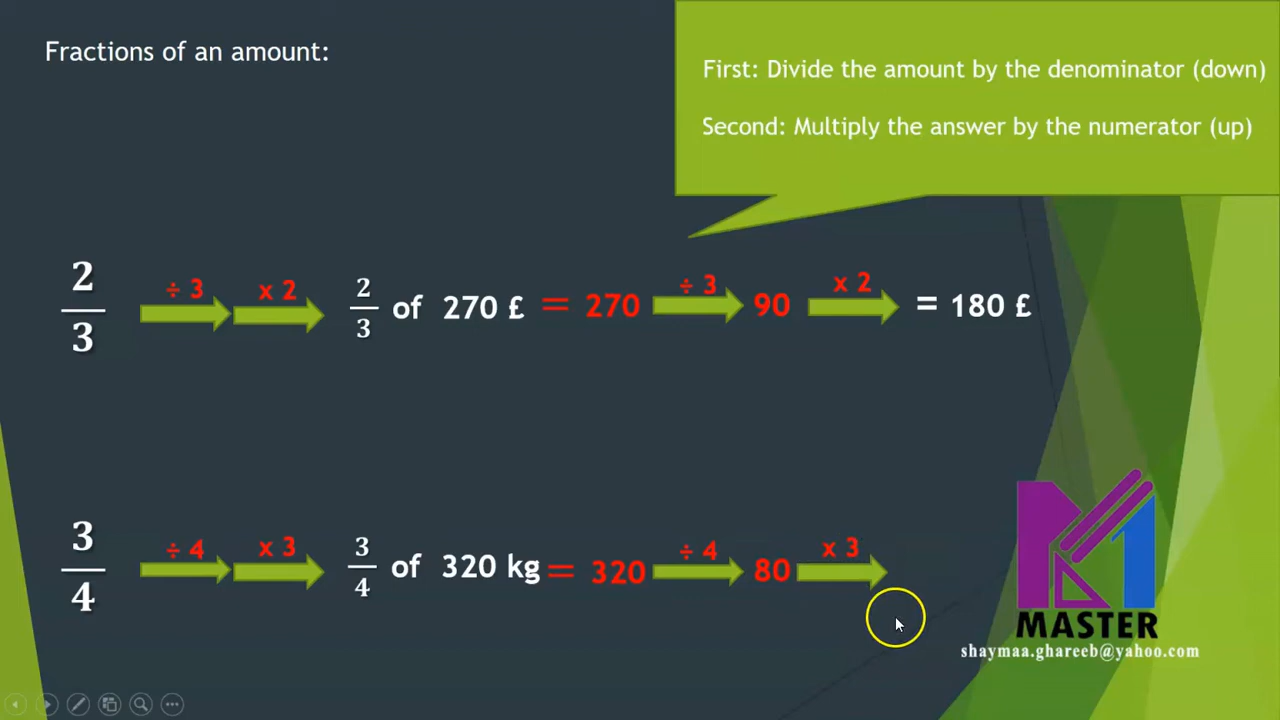 Fractions of an amount:
First: Divide the amount by the denominator (down)
Second: Multiply the answer by the numerator (up)
2/3 ÷ 3 x 2 2/3 of 270 £ = 270 ÷ 3 90 x 2 = 180 £
3/4 ÷ 4 x 3 3/4 of 320 kg = 320 ÷ 4 80 x 3
M1
MASTER
shaymaa.ghareeb@yahoo.com